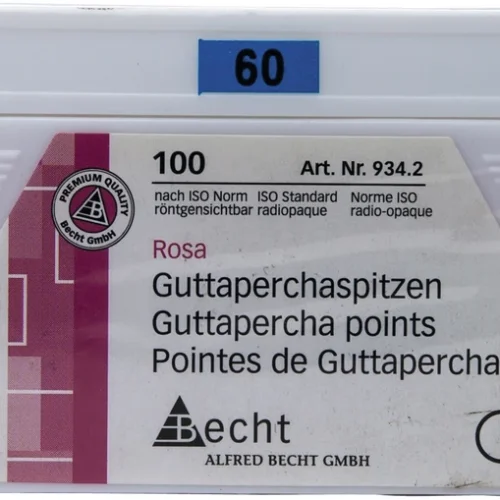 60
100 Art. Nr. 934.2
nach ISO Norm ISO Standard Norme ISO
röntgensichtbar radiopaque radio-opaque
PREMIUM QUALITY
Becht GmbH
Rosa
Guttaperchaspitzen
Guttapercha points
Pointes de Guttapercha
Becht
ALFRED BECHT GMBH